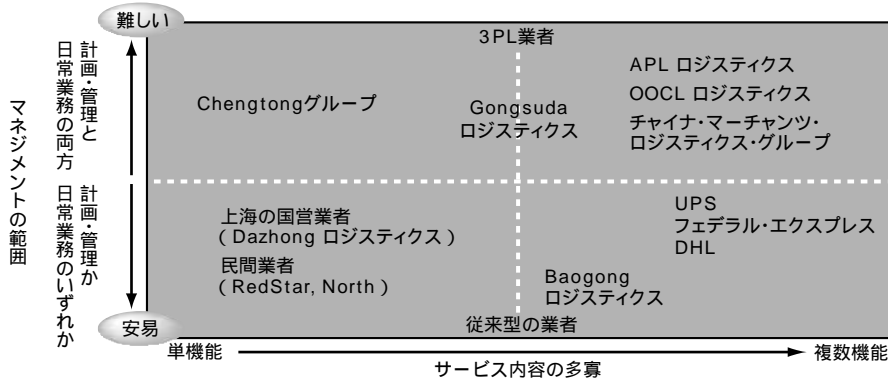 難しい
3PL業者
計画・管理と
日常業務の両方
APL ロジスティクス
OOCL ロジスティクス
チャイナ・マーチャンツ・
ロジスティクス・グループ
Chengtongグループ
Gongsuda
ロジスティクス
マネジメントの範囲
計画・管理か
日常業務のいずれか
上海の国営業者
(Dazhong ロジスティクス)
民間業者
(RedStar, North)
UPS
フェデラル・エクスプレス
DHL
Baogong
ロジスティクス
安易
従来型の業者
単機能
複数機能
サービス内容の多寡